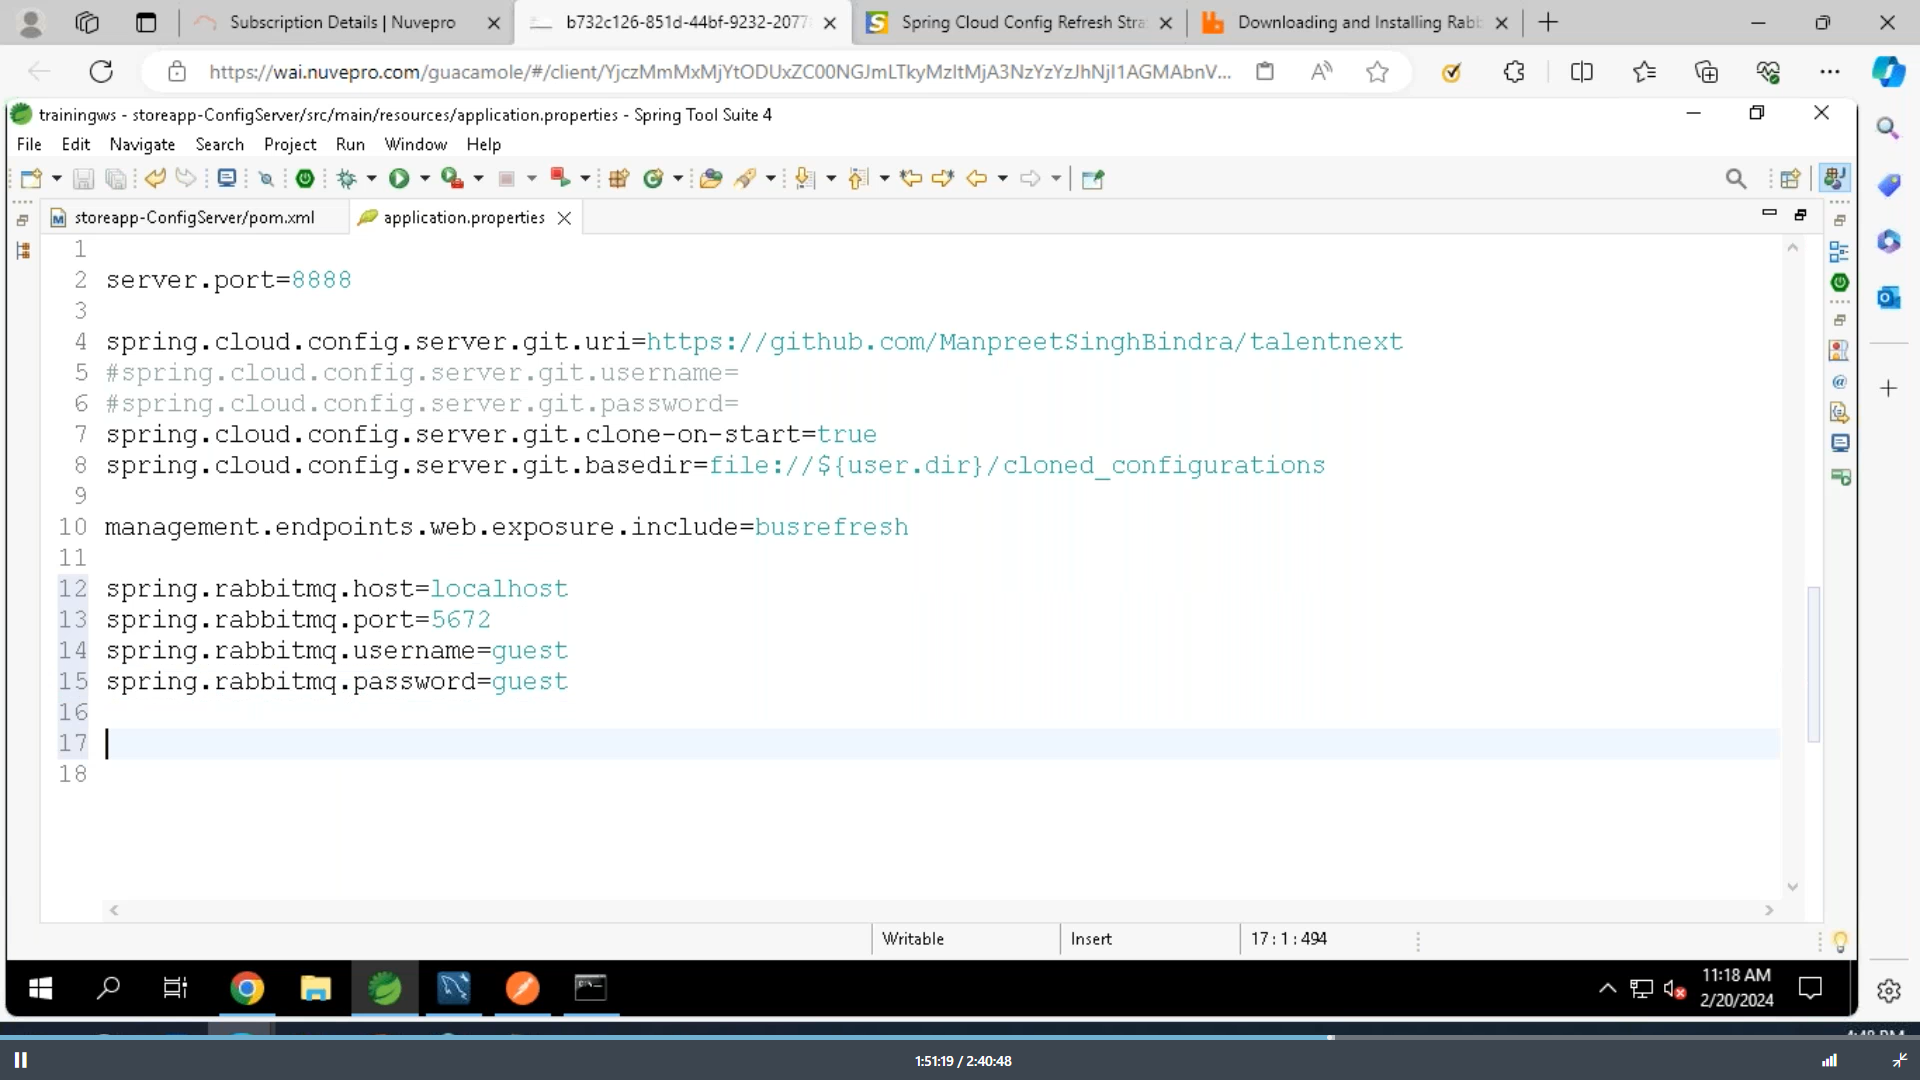 Subscription Details | Nuvepro
b732c126-851d-44bf-9232-2077
Spring Cloud Config Refresh Stra
Downloading and Installing Rabb
https://wai.nuvepro.com/guacamole/#/client/YjczMmMxMjYtODUxZC00NGJmLTkyMzItMjA3NzYzYzJhNjI1AGMAbnV...
trainingws - storeapp-ConfigServer/src/main/resources/application.properties - Spring Tool Suite 4
File Edit Navigate Search Project Run Window Help
storeapp-ConfigServer/pom.xml application.properties
1
2 server.port=8888
3
4 spring.cloud.config.server.git.uri=https://github.com/ManpreetSinghBindra/talentnext
5 #spring.cloud.config.server.git.username=
6 #spring.cloud.config.server.git.password=
7 spring.cloud.config.server.git.clone-on-start=true
8 spring.cloud.config.server.git.basedir=file://${user.dir}/cloned_configurations
9
10 management.endpoints.web.exposure.include=busrefresh
11
12 spring.rabbitmq.host=localhost
13 spring.rabbitmq.port=5672
14 spring.rabbitmq.username=guest
15 spring.rabbitmq.password=guest
16
17
18
Writable Insert 17 : 1 : 494
11:18 AM
2/20/2024
1:51:19 / 2:40:48